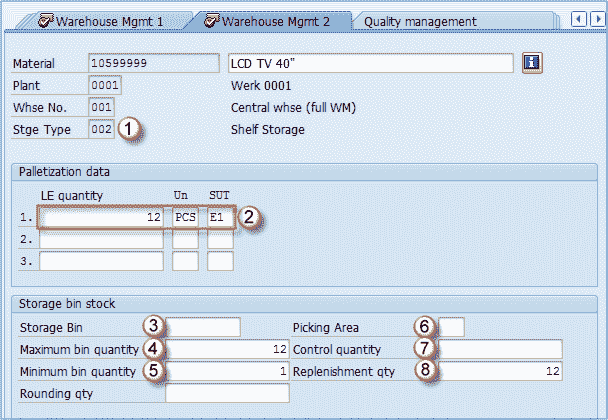 Warehouse Mgmt 1 Warehouse Mgmt 2 Quality management
Material 10599999 LCD TV 40"
Plant 0001 Werk 0001
Whse No. 001 Central whse (full WM)
Stge Type 002 1 Shelf Storage
Palletization data
LE quantity Un SUT
1. 12 PCS E1 2
2.
3.
Storage bin stock
Storage Bin 3 Picking Area 6
Maximum bin quantity 4 12 Control quantity 7
Minimum bin quantity 5 1 Replenishment qty 8 12
Rounding qty